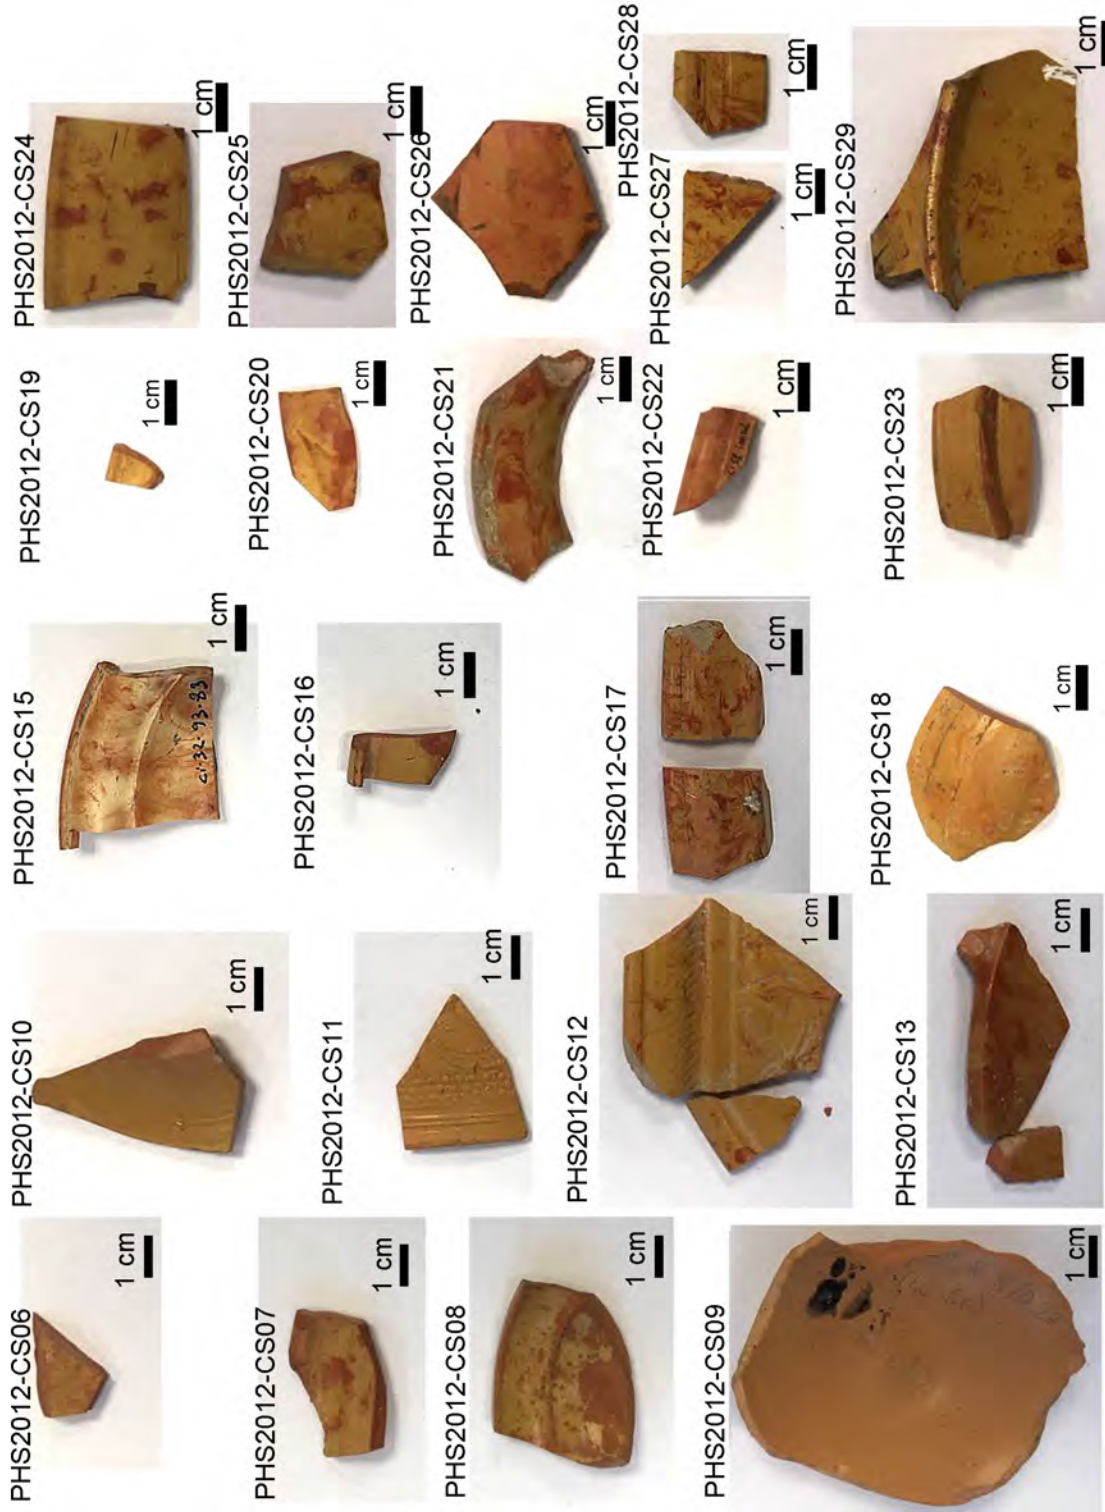 PHS2012-CS06
1 cm
PHS2012-CS07
1 cm
PHS2012-CS08
1 cm
PHS2012-CS09
1 cm
PHS2012-CS10
1 cm
PHS2012-CS11
1 cm
PHS2012-CS12
1 cm
PHS2012-CS13
1 cm
PHS2012-CS15
32-93-83
1 cm
PHS2012-CS16
1 cm
PHS2012-CS17
1 cm
PHS2012-CS18
1 cm
PHS2012-CS19
1 cm
PHS2012-CS20
1 cm
PHS2012-CS21
1 cm
PHS2012-CS22
1 cm
PHS2012-CS23
1 cm
PHS2012-CS24
1 cm
PHS2012-CS25
1 cm
PHS2012-CS26
1 cm
PHS2012-CS27
1 cm
PHS2012-CS28
1 cm
PHS2012-CS29
1 cm